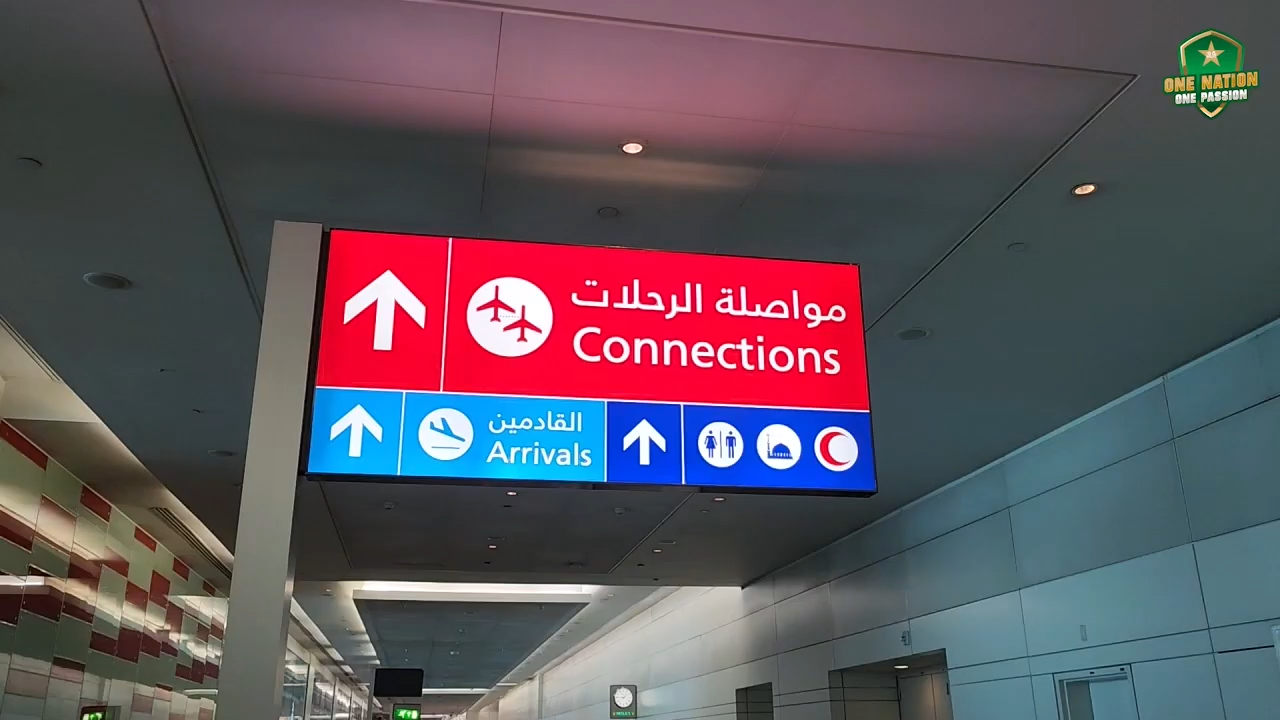 مواصلة الرحلات
Connections
القادمين
Arrivals
ONE NATION
ONE PASSION